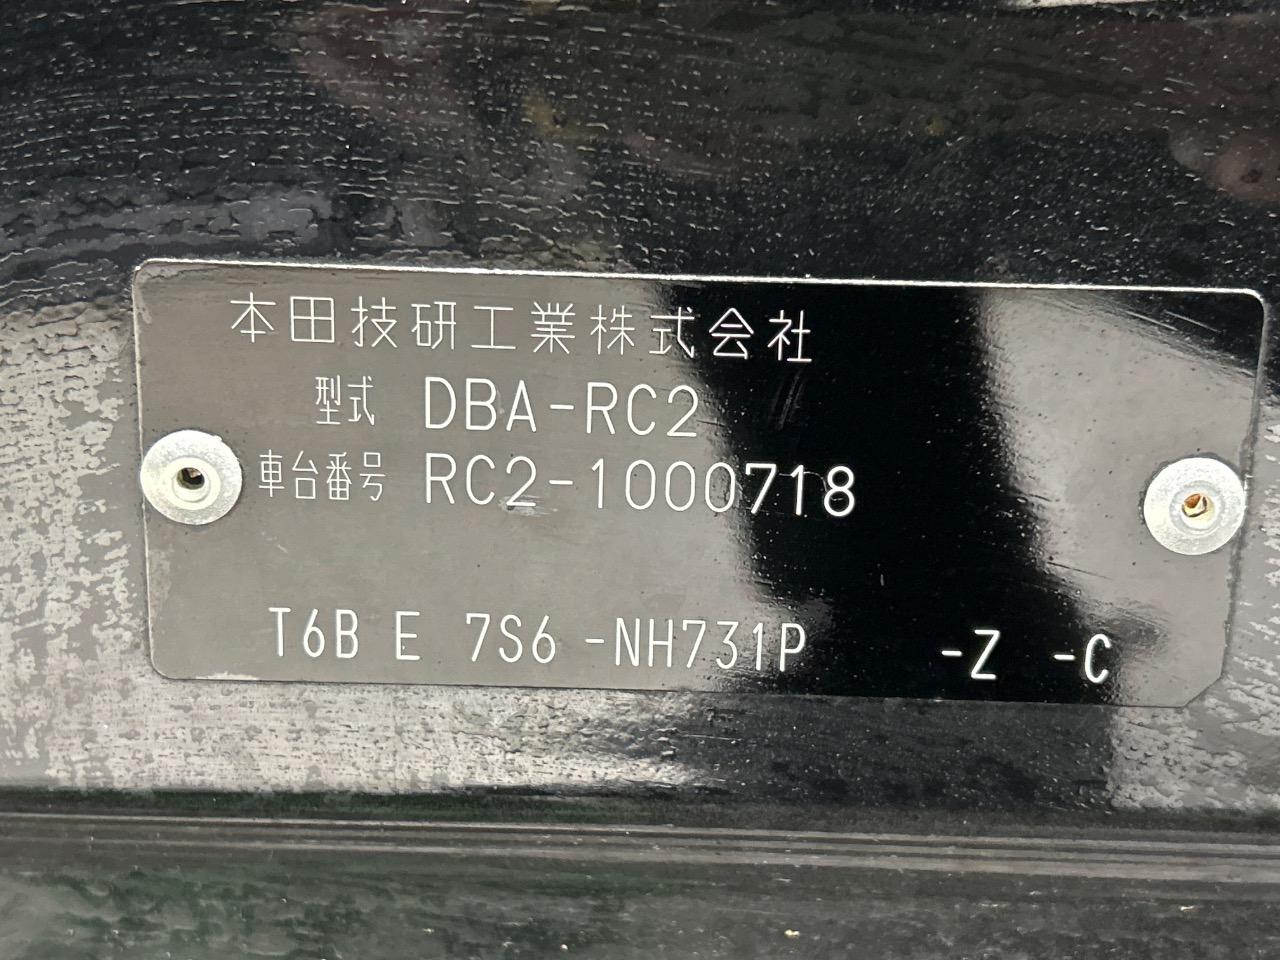 本田技研工業株式会社
型式 DBA-RC2
車台番号 RC2-1000718
T6B E 7S6 -NH731P -Z -C